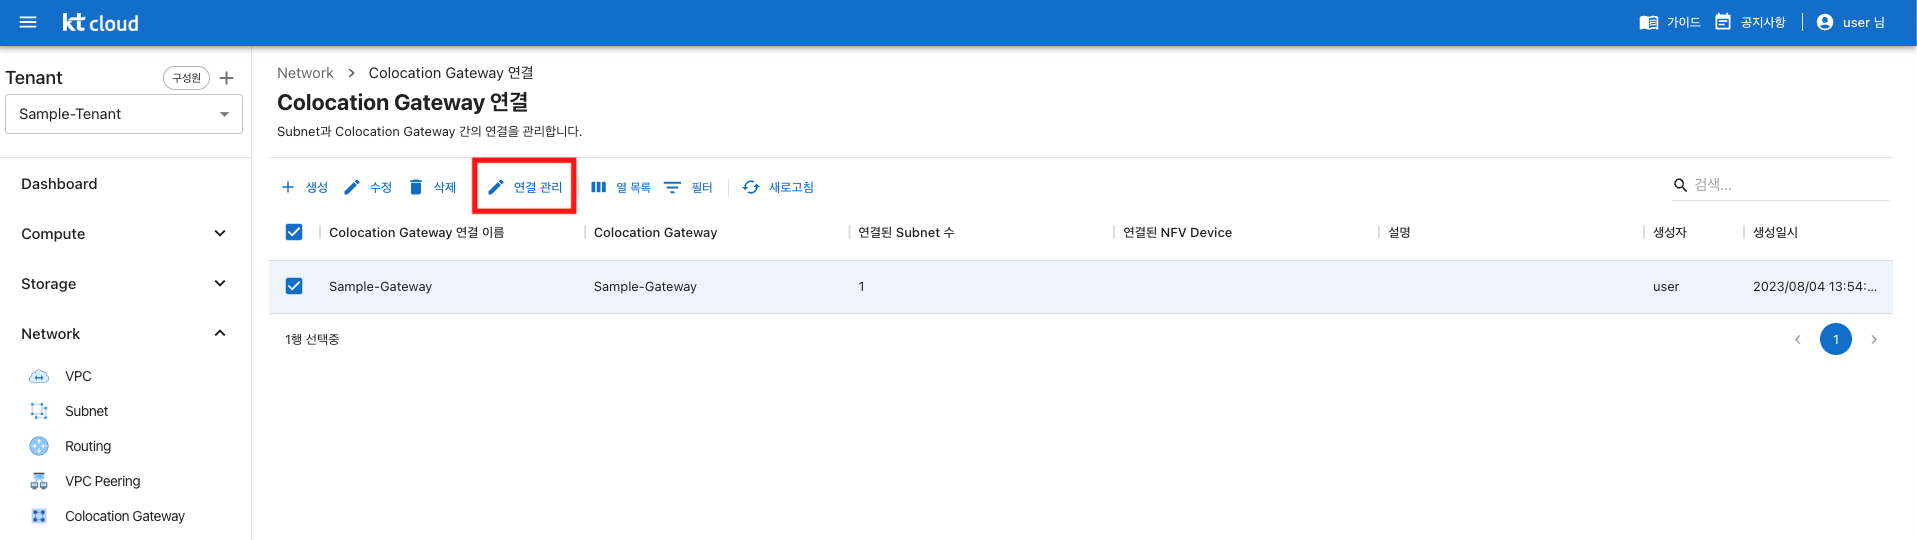 kt cloud
가이드 공지사항 user 님
Tenant 구성원
Sample-Tenant
Dashboard
Compute
Storage
Network
VPC
Subnet
Routing
VPC Peering
Colocation Gateway
Network > Colocation Gateway 연결
Colocation Gateway 연결
Subnet과 Colocation Gateway 간의 연결을 관리합니다.
생성 수정 삭제 연결 관리 열 목록 필터 새로고침 검색...
Colocation Gateway 연결 이름 Colocation Gateway 연결된 Subnet 수 연결된 NFV Device 설명 생성자 생성일시
Sample-Gateway Sample-Gateway 1 user 2023/08/04 13:54:...
1행 선택중 1